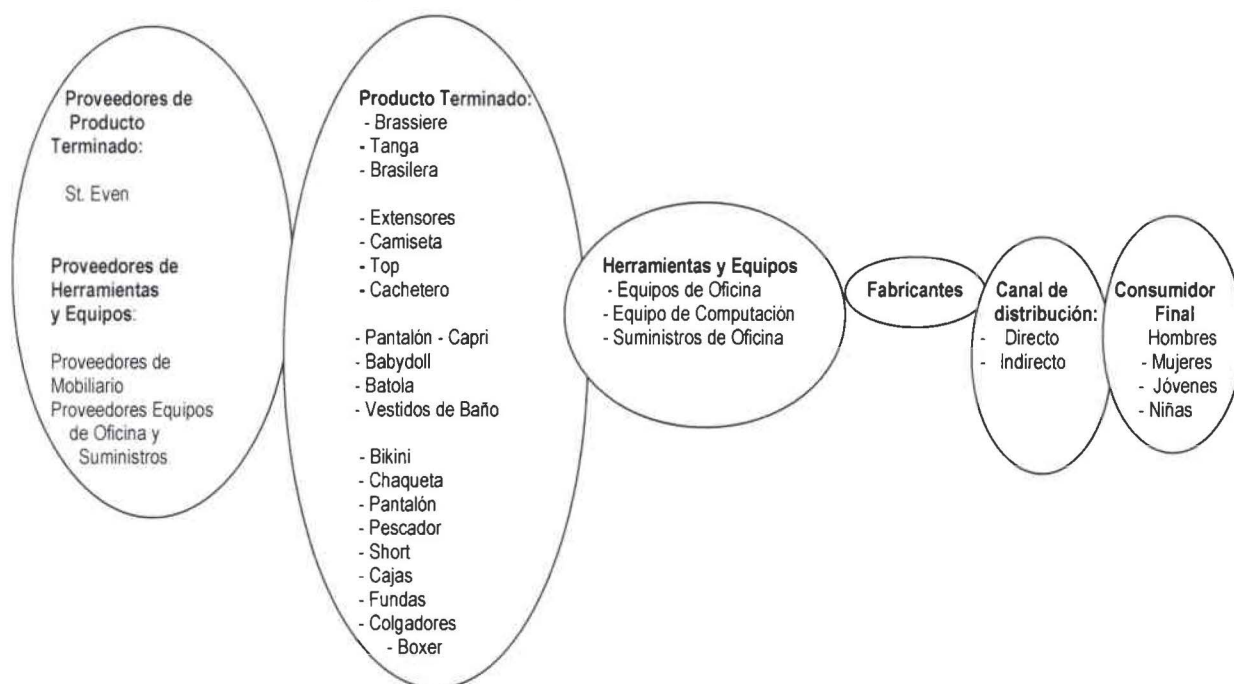 Proveedores de
Producto
Terminado:
St. Even
Proveedores de
Herramientas
y Equipos:
Proveedores de
Mobiliario
Proveedores Equipos
de Oficina y
Suministros
Producto Terminado:
- Brassiere
- Tanga
- Brasilera
- Extensores
- Camiseta
- Top
- Cachetero
- Pantalón - Capri
- Babydoll
- Batola
- Vestidos de Baño
- Bikini
- Chaqueta
- Pantalón
- Pescador
- Short
- Cajas
- Fundas
- Colgadores
- Boxer
Herramientas y Equipos
- Equipos de Oficina
- Equipo de Computación
- Suministros de Oficina
Fabricantes
Canal de
distribución:
- Directo
- Indirecto
Consumidor
Final
Hombres
- Mujeres
- Jóvenes
- Niñas